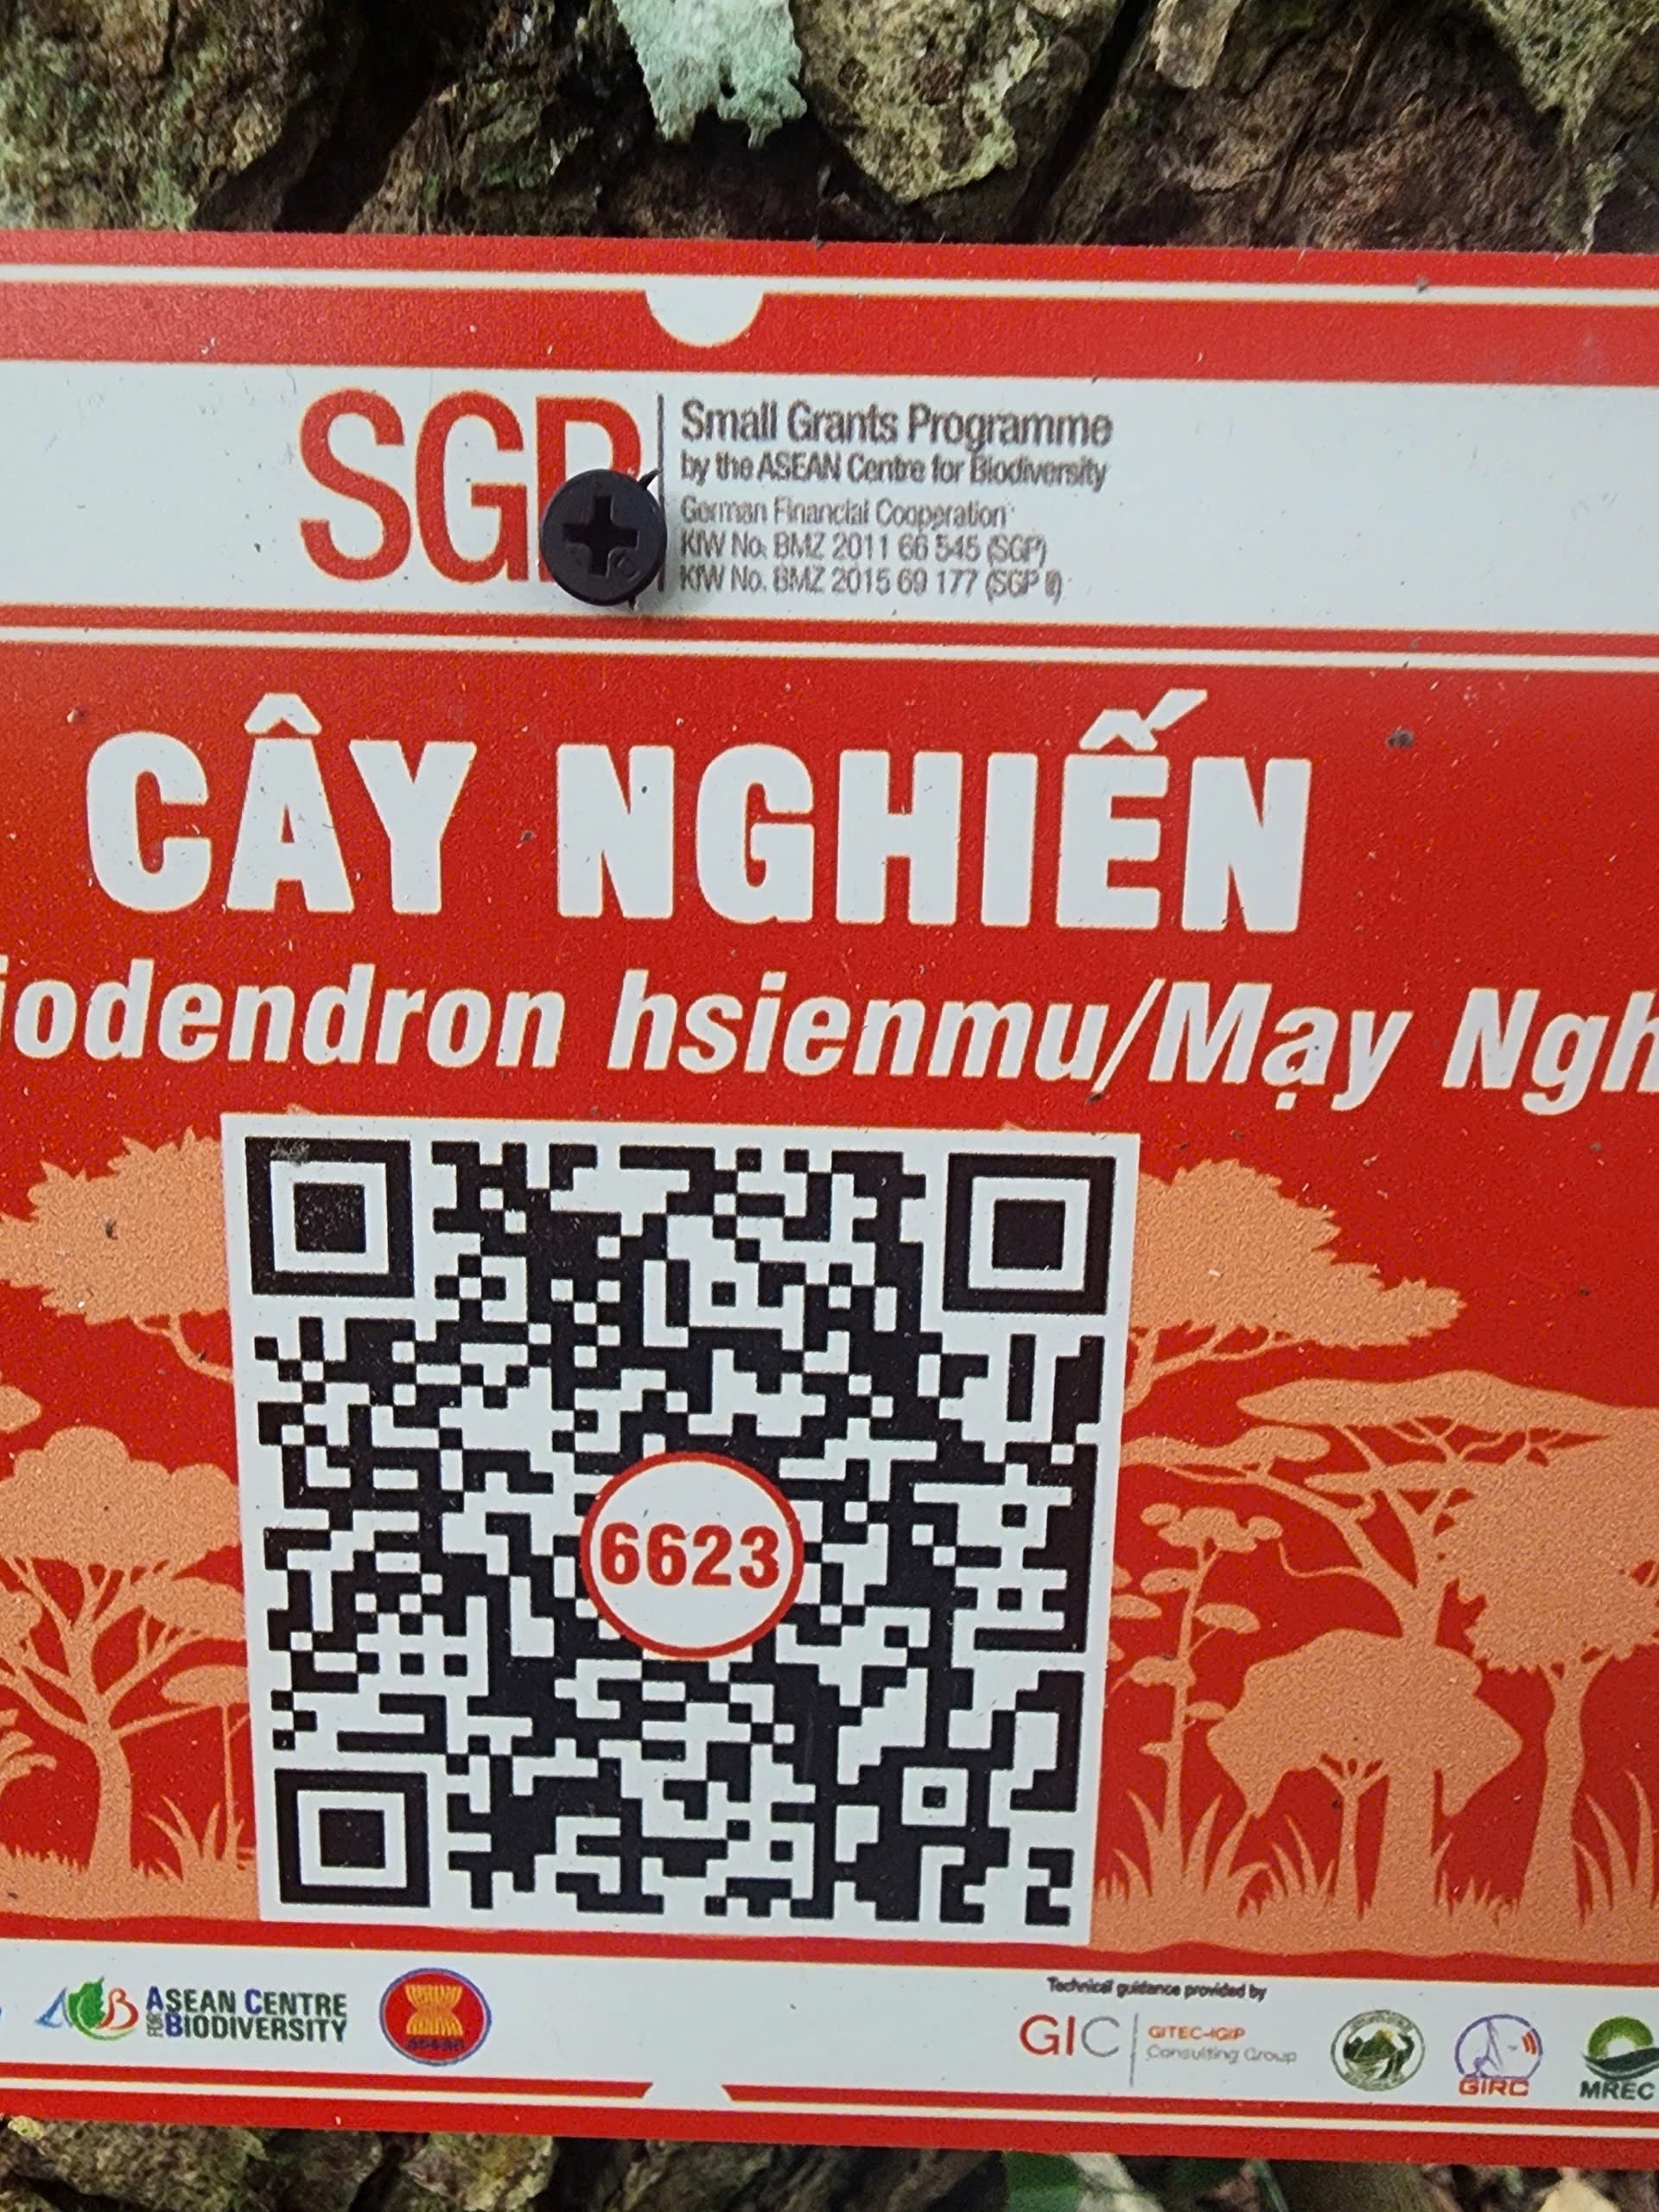 SGP
Small Grants Programme
by the ASEAN Centre for Biodiversity
German Financial Cooperation
KfW No. BMZ 2011 66 545 (SGP)
KfW No. BMZ 2015 69 177 (SGP II)
CÂY NGHIẾN
iodendron hsienmu/Mạy Ngh
6623
ASEAN CENTRE
FOR BIODIVERSITY
asean
Technical guidance provided by
GIC
GITEC-IGIP
Consulting Group
GIRC
MREC